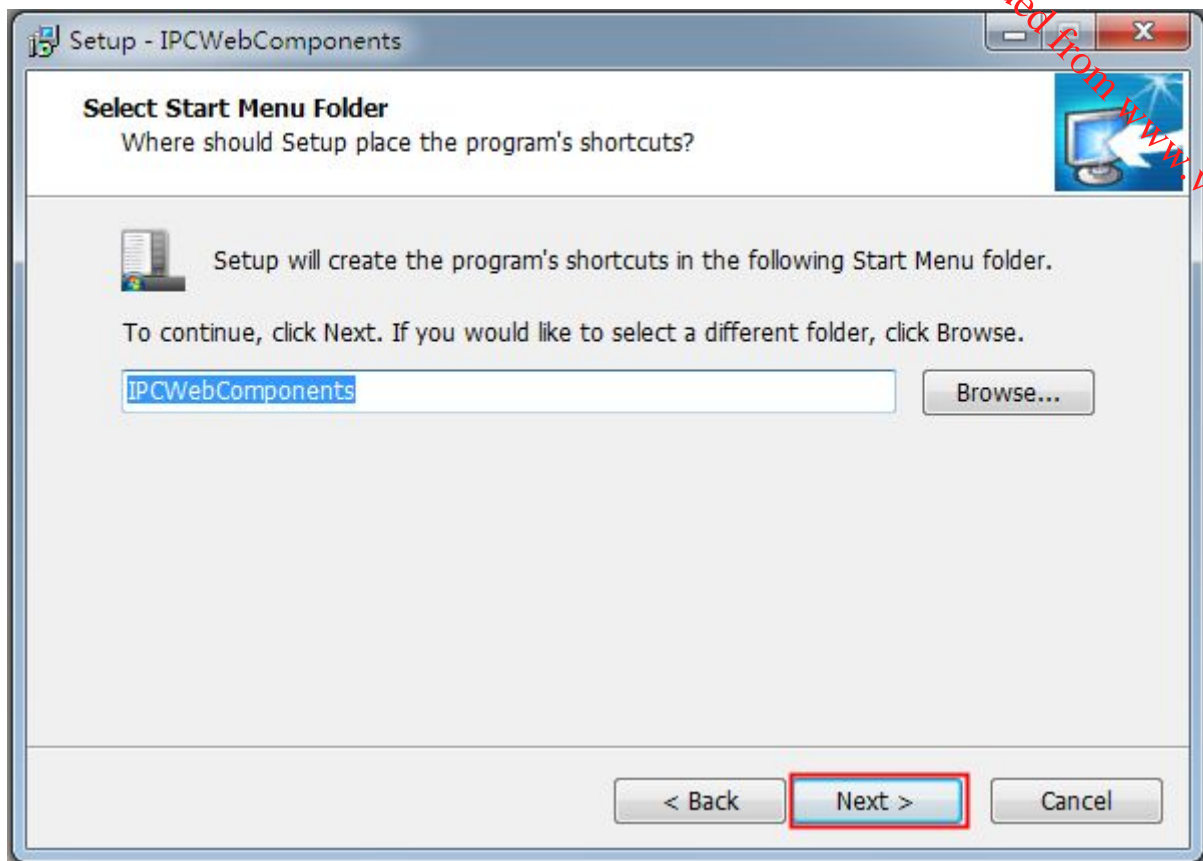 Setup - IPCWebComponents
from www.
Select Start Menu Folder
Where should Setup place the program's shortcuts?
Setup will create the program's shortcuts in the following Start Menu folder.
To continue, click Next. If you would like to select a different folder, click Browse.
IPCWebComponents
Browse...
< Back
Next >
Cancel